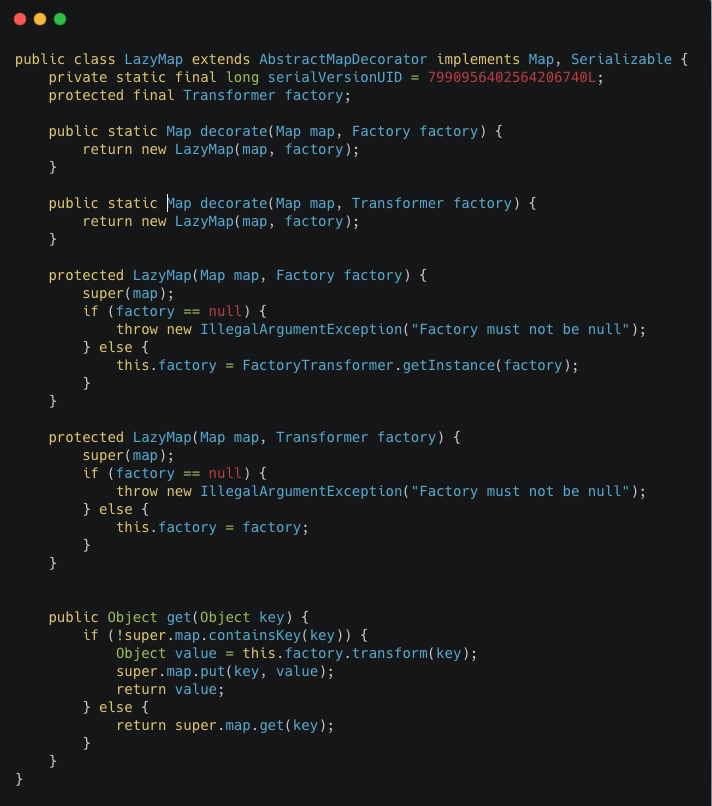 public class LazyMap extends AbstractMapDecorator implements Map, Serializable {
    private static final long serialVersionUID = 7990956402564206740L;
    protected final Transformer factory;

    public static Map decorate(Map map, Factory factory) {
        return new LazyMap(map, factory);
    }

    public static Map decorate(Map map, Transformer factory) {
        return new LazyMap(map, factory);
    }

    protected LazyMap(Map map, Factory factory) {
        super(map);
        if (factory == null) {
            throw new IllegalArgumentException("Factory must not be null");
        } else {
            this.factory = FactoryTransformer.getInstance(factory);
        }
    }

    protected LazyMap(Map map, Transformer factory) {
        super(map);
        if (factory == null) {
            throw new IllegalArgumentException("Factory must not be null");
        } else {
            this.factory = factory;
        }
    }


    public Object get(Object key) {
        if (!super.map.containsKey(key)) {
            Object value = this.factory.transform(key);
            super.map.put(key, value);
            return value;
        } else {
            return super.map.get(key);
        }
    }
}